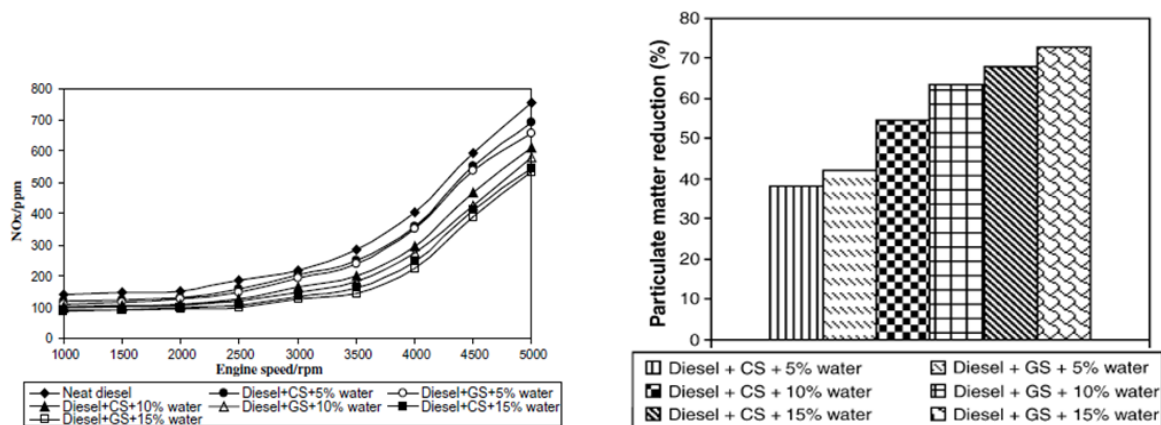 NOx/ppm
800
700
600
500
400
300
200
100
0
1000 1500 2000 2500 3000 3500 4000 4500 5000
Engine speed/rpm
Neat diesel Diesel+CS+5% water Diesel+GS+5% water
Diesel+CS+10% water Diesel+GS+10% water Diesel+CS+15% water
Diesel+GS+15% water
Particulate matter reduction (%)
80
70
60
50
40
30
20
10
0
Diesel + CS + 5% water Diesel + GS + 5% water
Diesel + CS + 10% water Diesel + GS + 10% water
Diesel + CS + 15% water Diesel + GS + 15% water